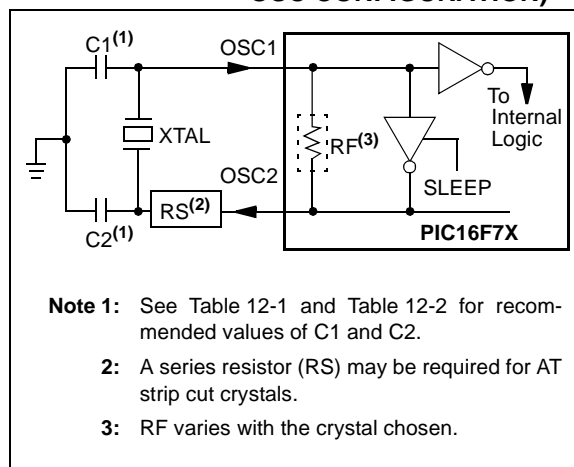 OSC CONFIGURATION)
C1(1)
OSC1
To
Internal
Logic
XTAL
RF(3)
OSC2
SLEEP
RS(2)
C2(1)
PIC16F7X
Note 1: See Table 12-1 and Table 12-2 for recom-
mended values of C1 and C2.
2: A series resistor (RS) may be required for AT
strip cut crystals.
3: RF varies with the crystal chosen.